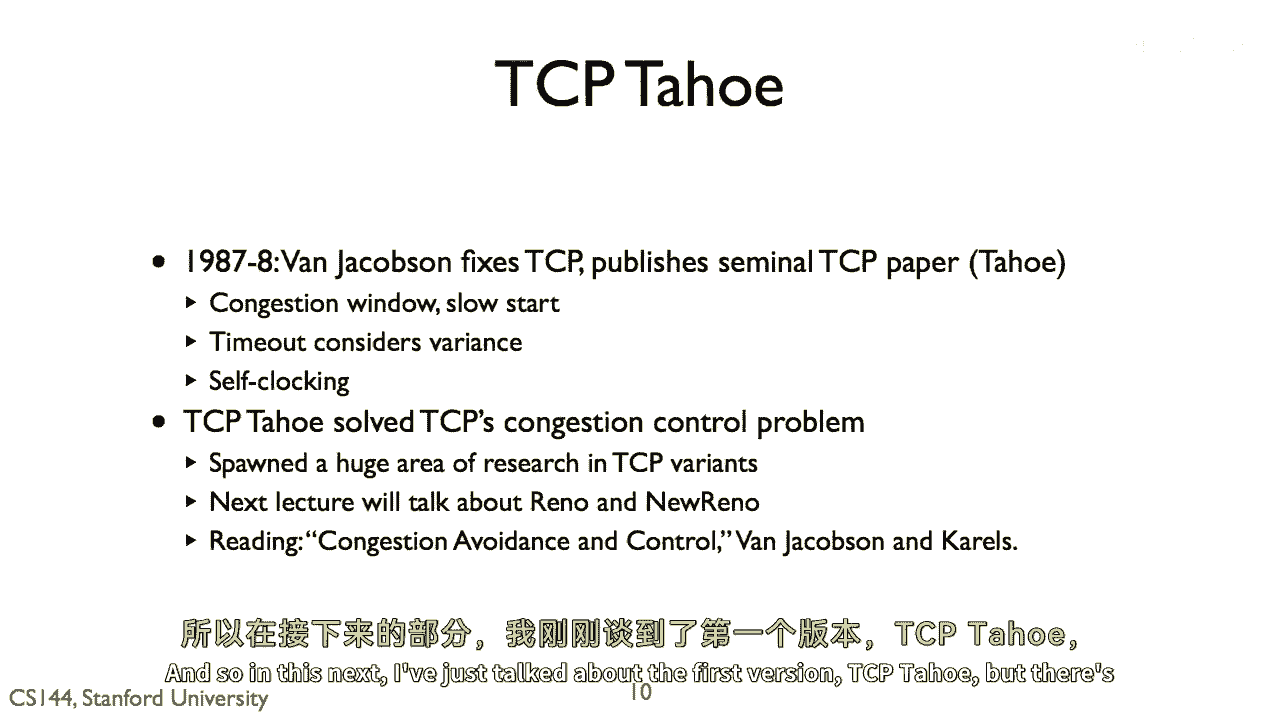 TCP Tahoe
• 1987-8: Van Jacobson fixes TCP, publishes seminal TCP paper (Tahoe)
‣ Congestion window, slow start
‣ Timeout considers variance
‣ Self-clocking
• TCP Tahoe solved TCP’s congestion control problem
‣ Spawned a huge area of research in TCP variants
‣ Next lecture will talk about Reno and NewReno
‣ Reading: “Congestion Avoidance and Control,” Van Jacobson and Karels.
所以在接下来的部分，我刚刚谈到了第一个版本，TCP Tahoe，
And so in this next, I've just talked about the first version, TCP Tahoe, but there's
CS144, Stanford University
10